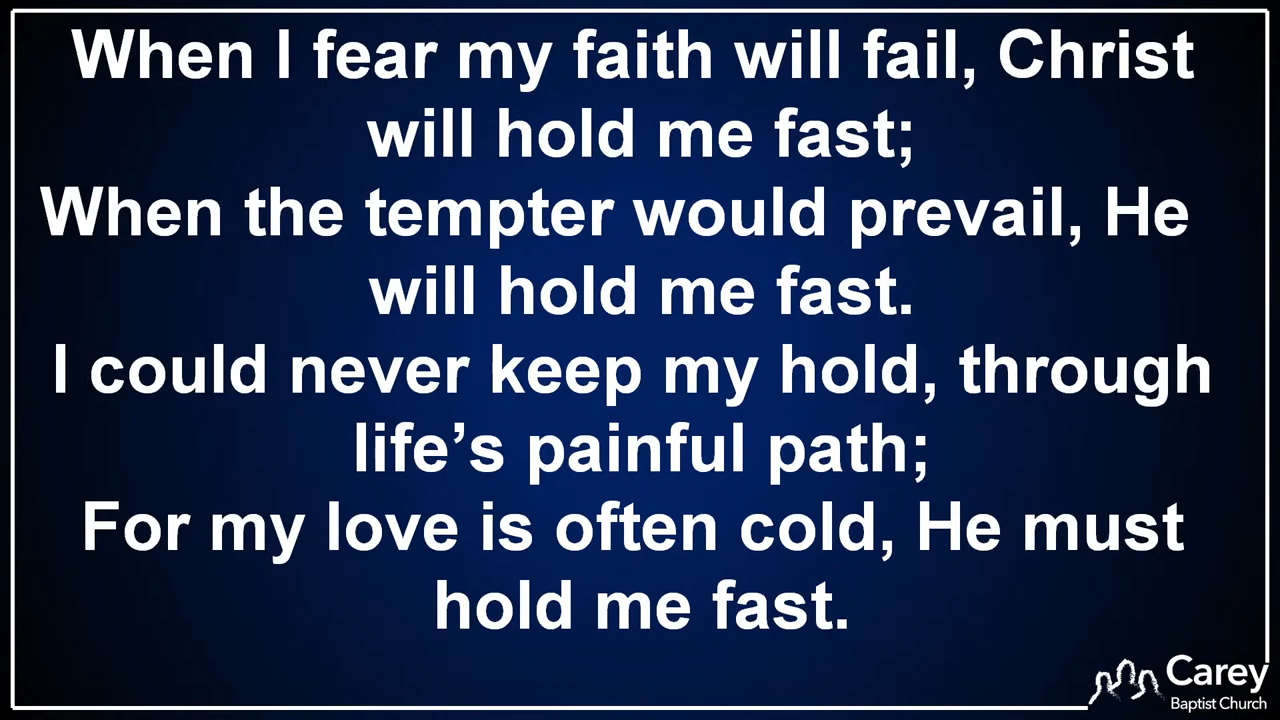 When I fear my faith will fail, Christ
will hold me fast;
When the tempter would prevail, He
will hold me fast.
I could never keep my hold, through
life’s painful path;
For my love is often cold, He must
hold me fast.
Carey
Baptist Church